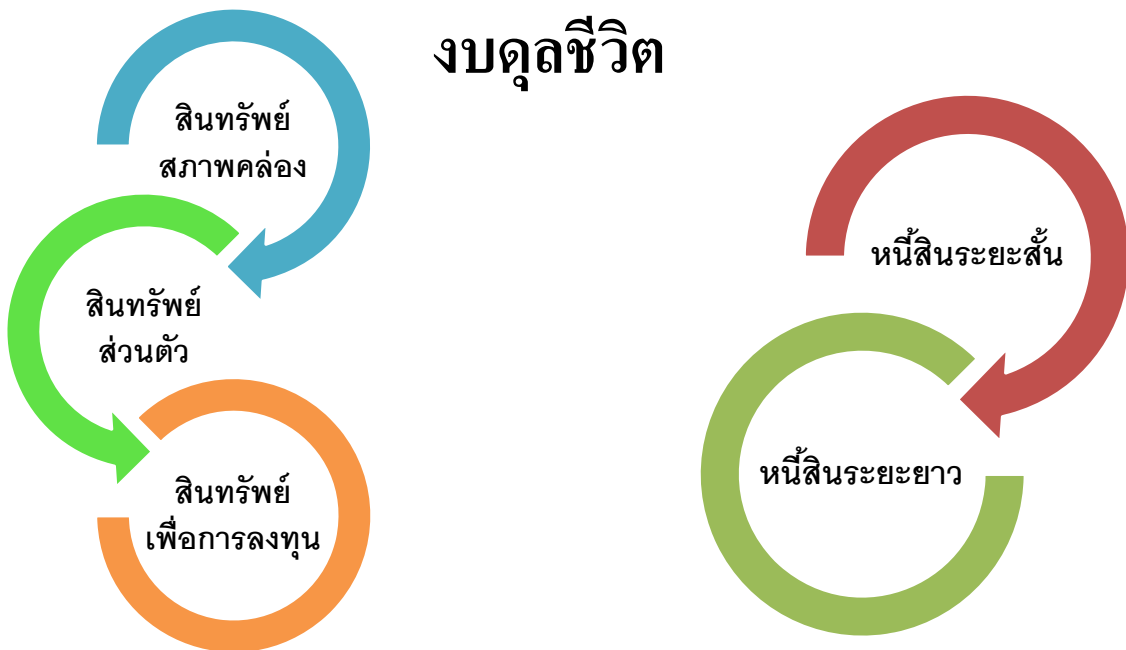 งบดุลชีวิต
สินทรัพย์
สภาพคล่อง
สินทรัพย์
ส่วนตัว
สินทรัพย์
เพื่อการลงทุน
หนี้สินระยะสั้น
หนี้สินระยะยาว